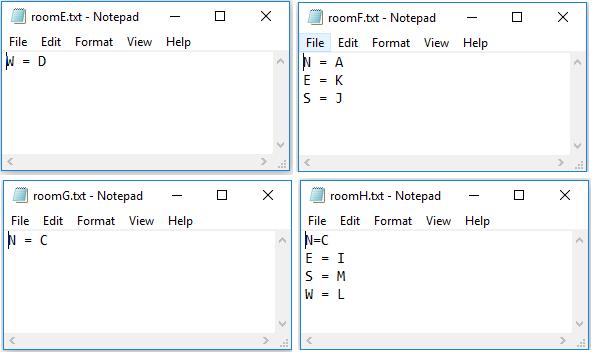 roomE.txt - Notepad
File Edit Format View Help
W = D
roomF.txt - Notepad
File Edit Format View Help
N = A
E = K
S = J
roomG.txt - Notepad
File Edit Format View Help
N = C
roomH.txt - Notepad
File Edit Format View Help
N=C
E = I
S = M
W = L